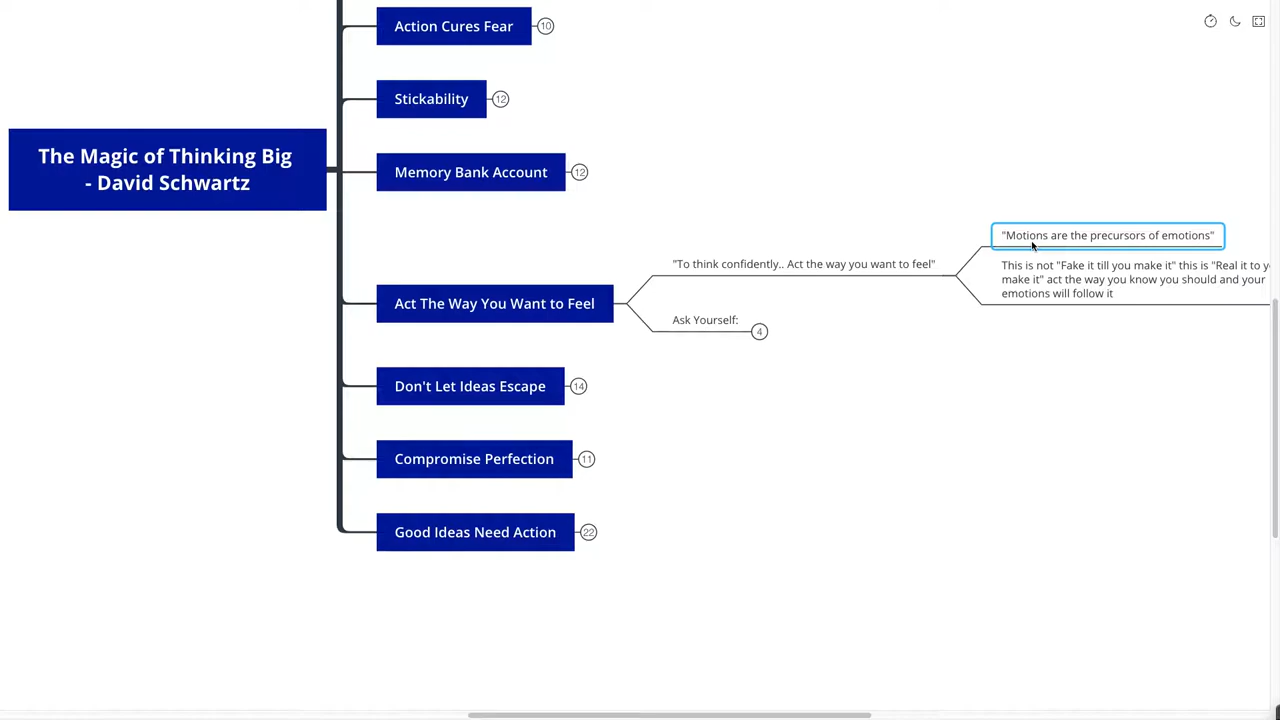 Action Cures Fear
10
Stickability
12
The Magic of Thinking Big
- David Schwartz
Memory Bank Account
12
"Motions are the precursors of emotions"
"To think confidently.. Act the way you want to feel"
This is not "Fake it till you make it" this is "Real it to
make it" act the way you know you should and your
emotions will follow it
Act The Way You Want to Feel
Ask Yourself:
4
Don't Let Ideas Escape
14
Compromise Perfection
11
Good Ideas Need Action
22